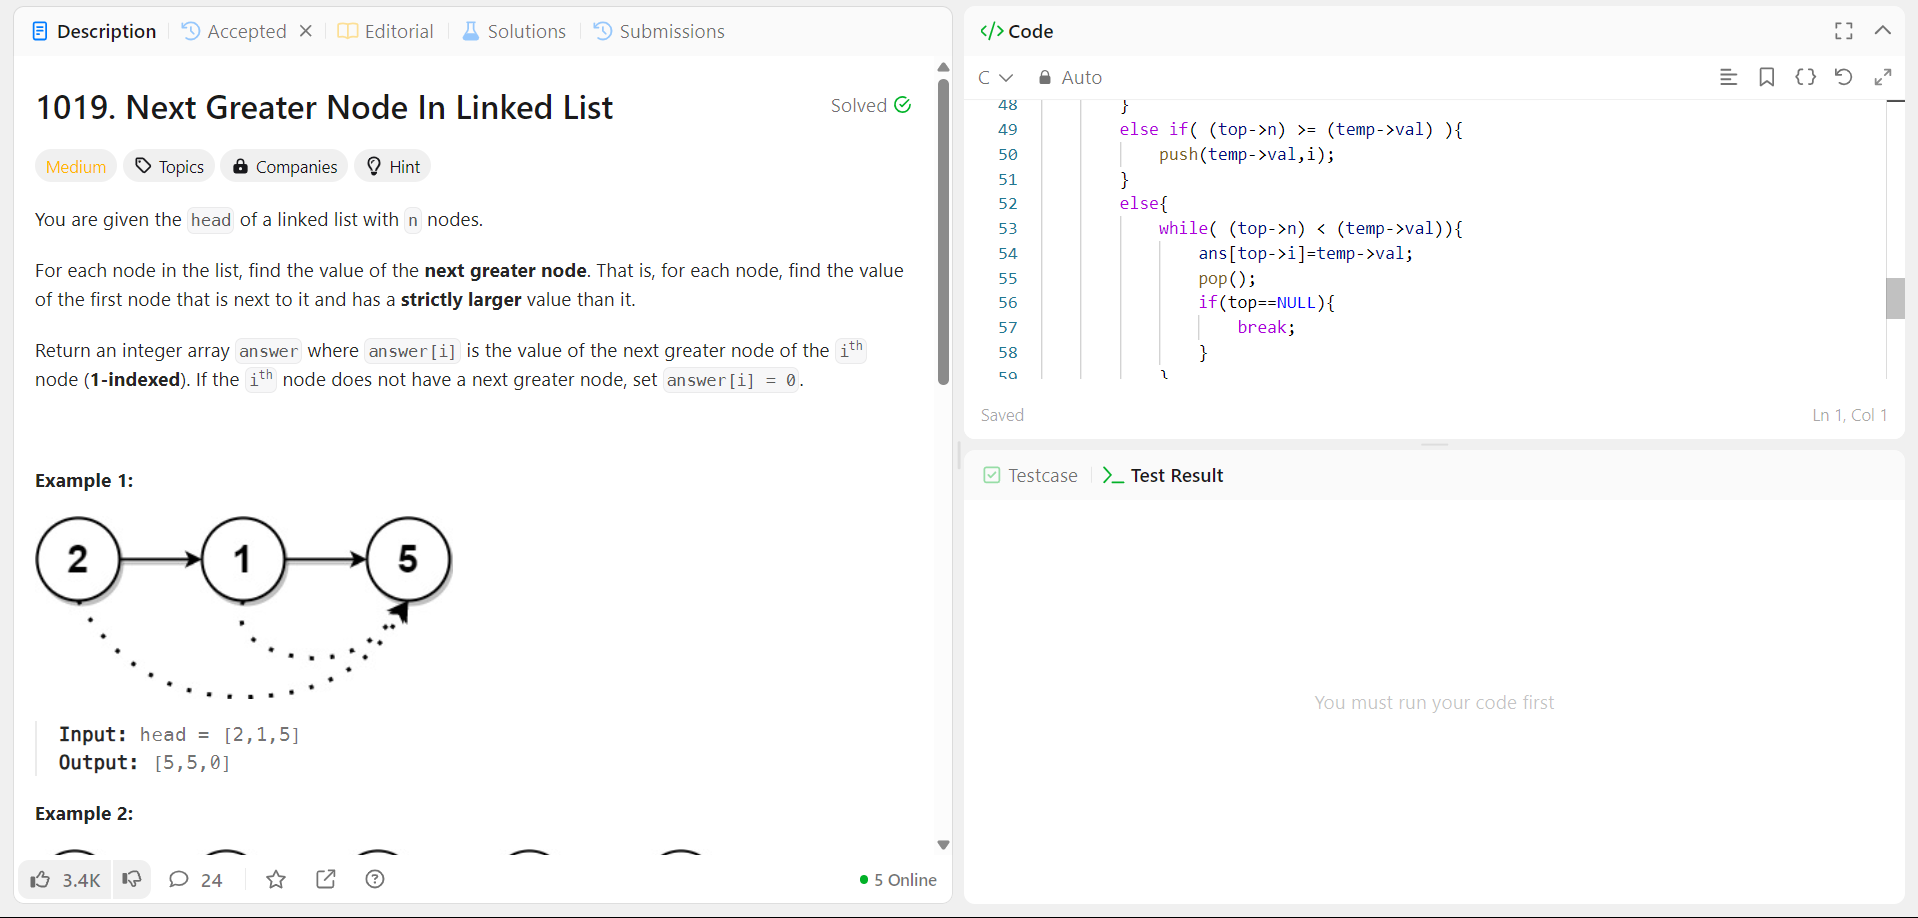 Description
Accepted
Editorial
Solutions
Submissions
1019. Next Greater Node In Linked List
Solved
Medium
Topics
Companies
Hint
You are given the head of a linked list with n nodes.
For each node in the list, find the value of the next greater node. That is, for each node, find the value
of the first node that is next to it and has a strictly larger value than it.
Return an integer array answer where answer[i] is the value of the next greater node of the ith
node (1-indexed). If the ith node does not have a next greater node, set answer[i] = 0.
Example 1:
2 1 5
Input: head = [2,1,5]
Output: [5,5,0]
Example 2:
3.4K
24
5 Online
</> Code
C
Auto
48 }
49 else if( (top->n) >= (temp->val) ){
50 push(temp->val,i);
51 }
52 else{
53 while( (top->n) < (temp->val)){
54 ans[top->i]=temp->val;
55 pop();
56 if(top==NULL){
57 break;
58 }
59 }
Saved
Ln 1, Col 1
Testcase
>_ Test Result
You must run your code first